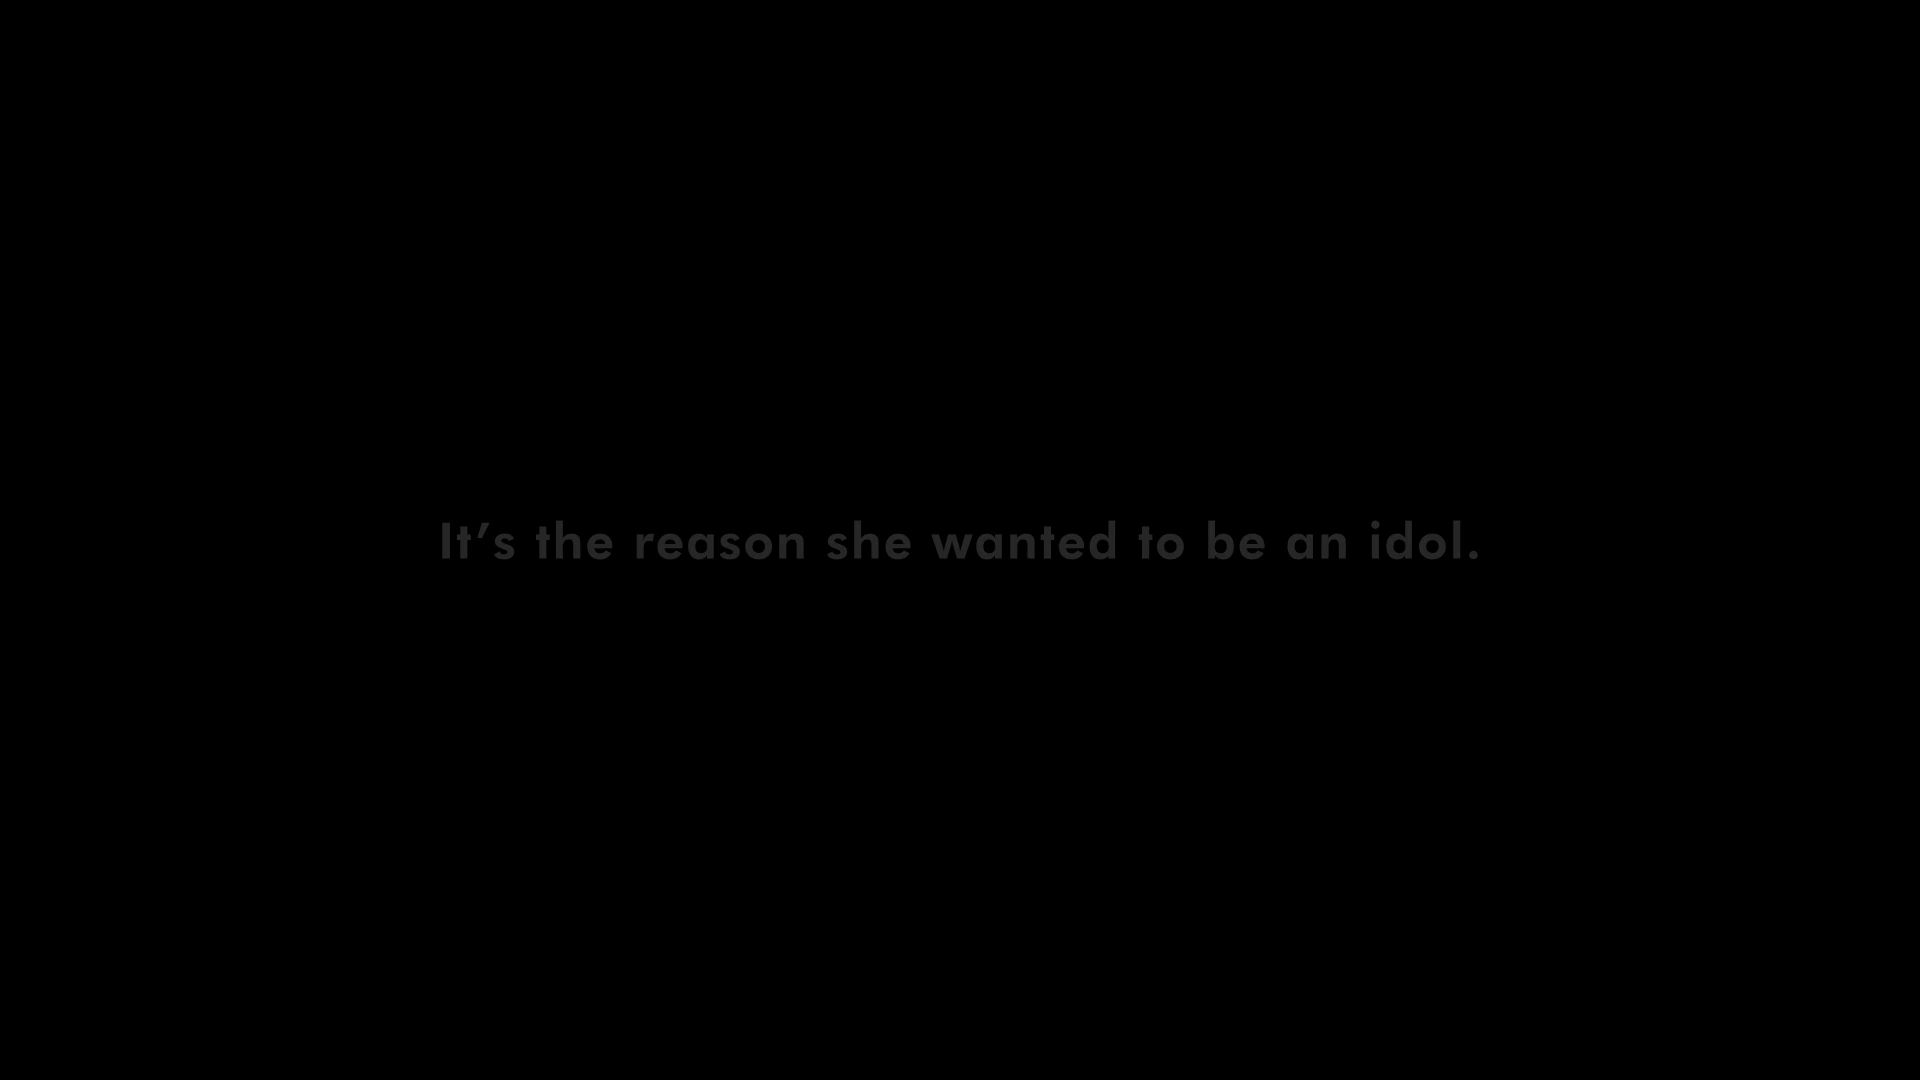 It’s the reason she wanted to be an idol.